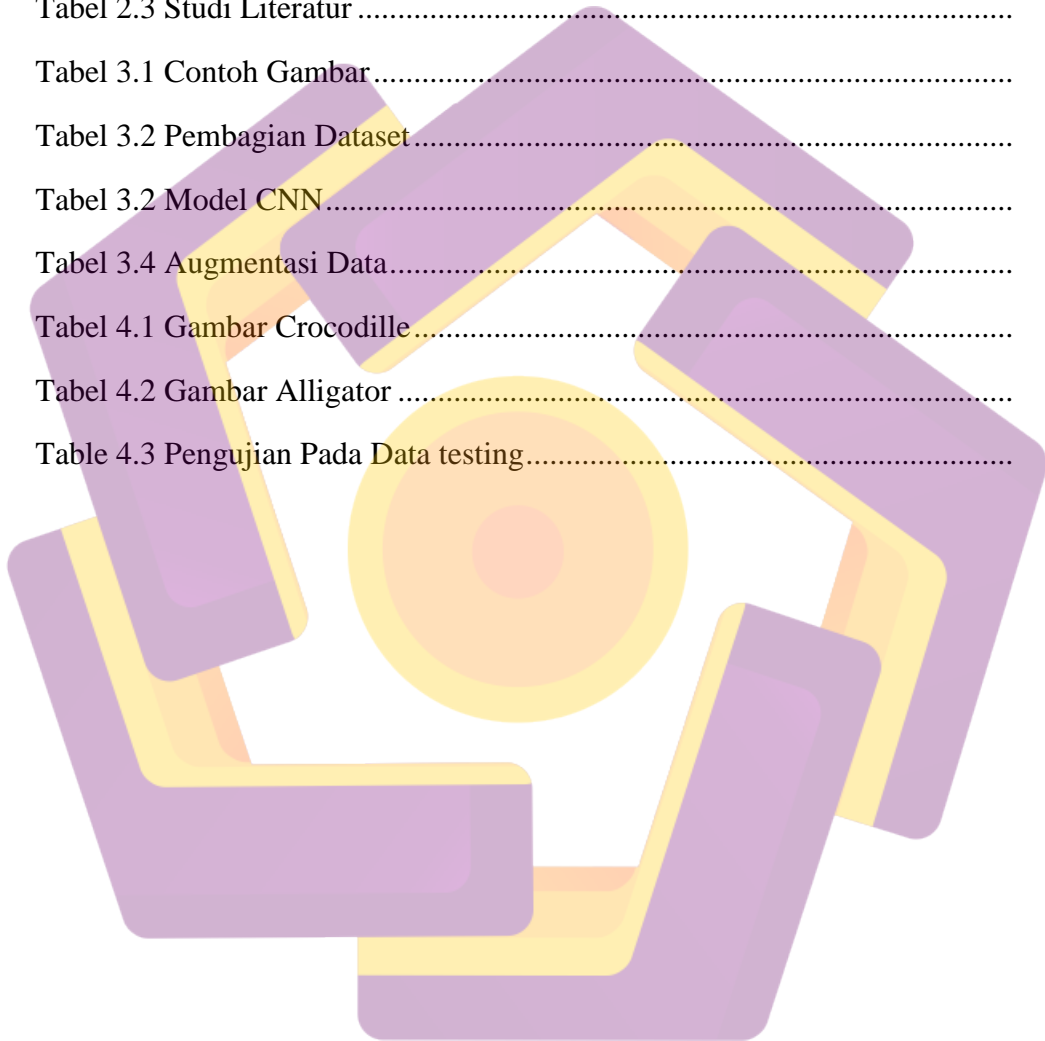 Tabel 2.3 Studi Literatur ................................................................................
Tabel 3.1 Contoh Gambar ................................................................................
Tabel 3.2 Pembagian Dataset ................................................................................
Tabel 3.2 Model CNN ................................................................................
Tabel 3.4 Augmentasi Data ................................................................................
Tabel 4.1 Gambar Crocodille ................................................................................
Tabel 4.2 Gambar Alligator ................................................................................
Table 4.3 Pengujian Pada Data testing ................................................................................